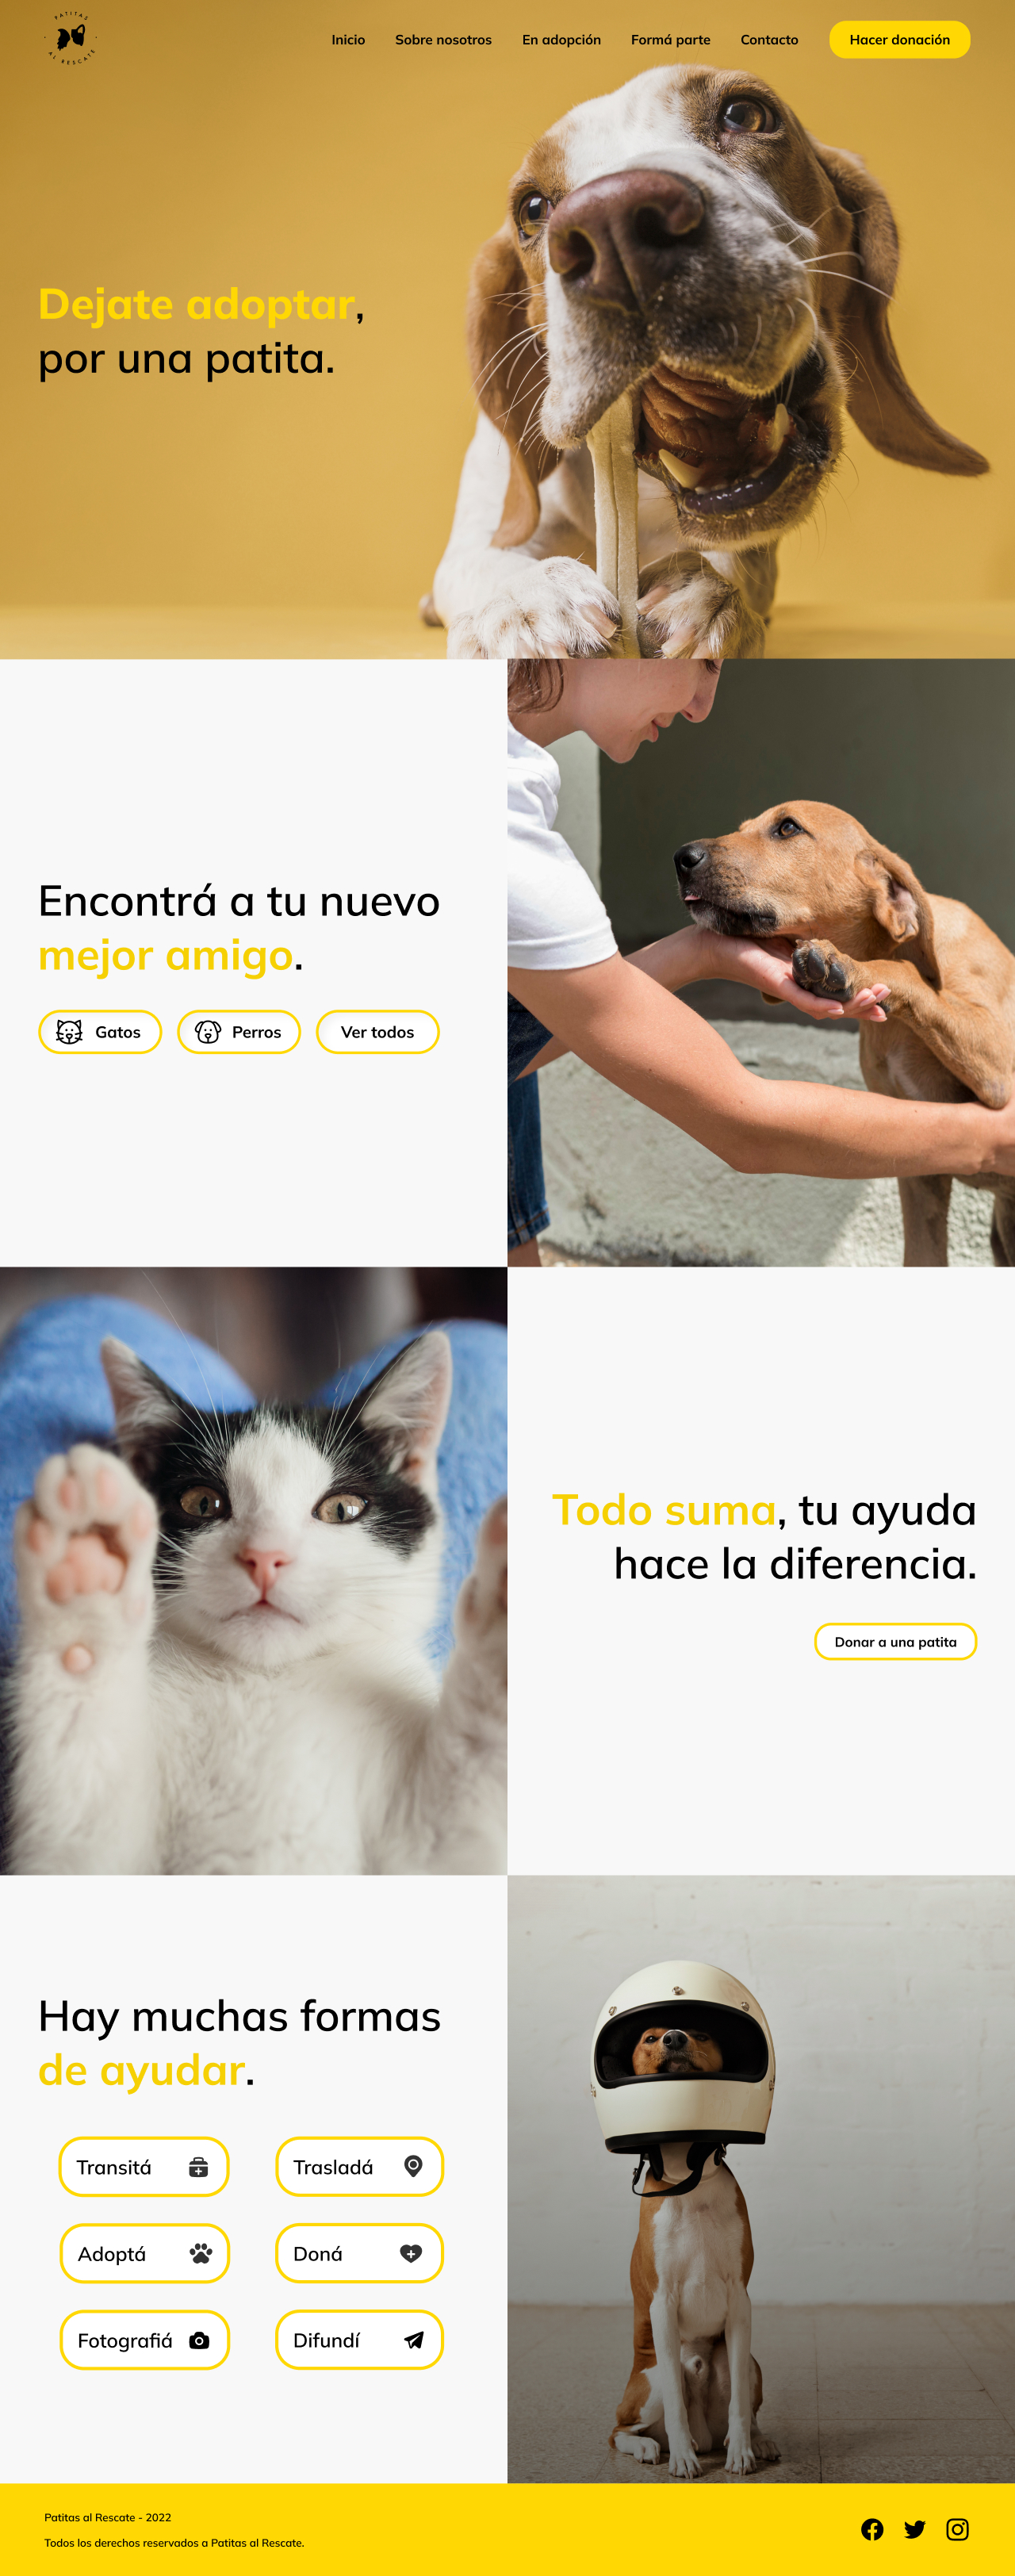 PATITAS
AL RESCATE
Inicio
Sobre nosotros
En adopción
Formá parte
Contacto
Hacer donación
Dejate adoptar,
por una patita.
Encontrá a tu nuevo
mejor amigo.
Gatos
Perros
Ver todos
Todo suma, tu ayuda
hace la diferencia.
Donar a una patita
Hay muchas formas
de ayudar.
Transitá
Trasladá
Adoptá
Doná
Fotografiá
Difundí
Patitas al Rescate - 2022
Todos los derechos reservados a Patitas al Rescate.